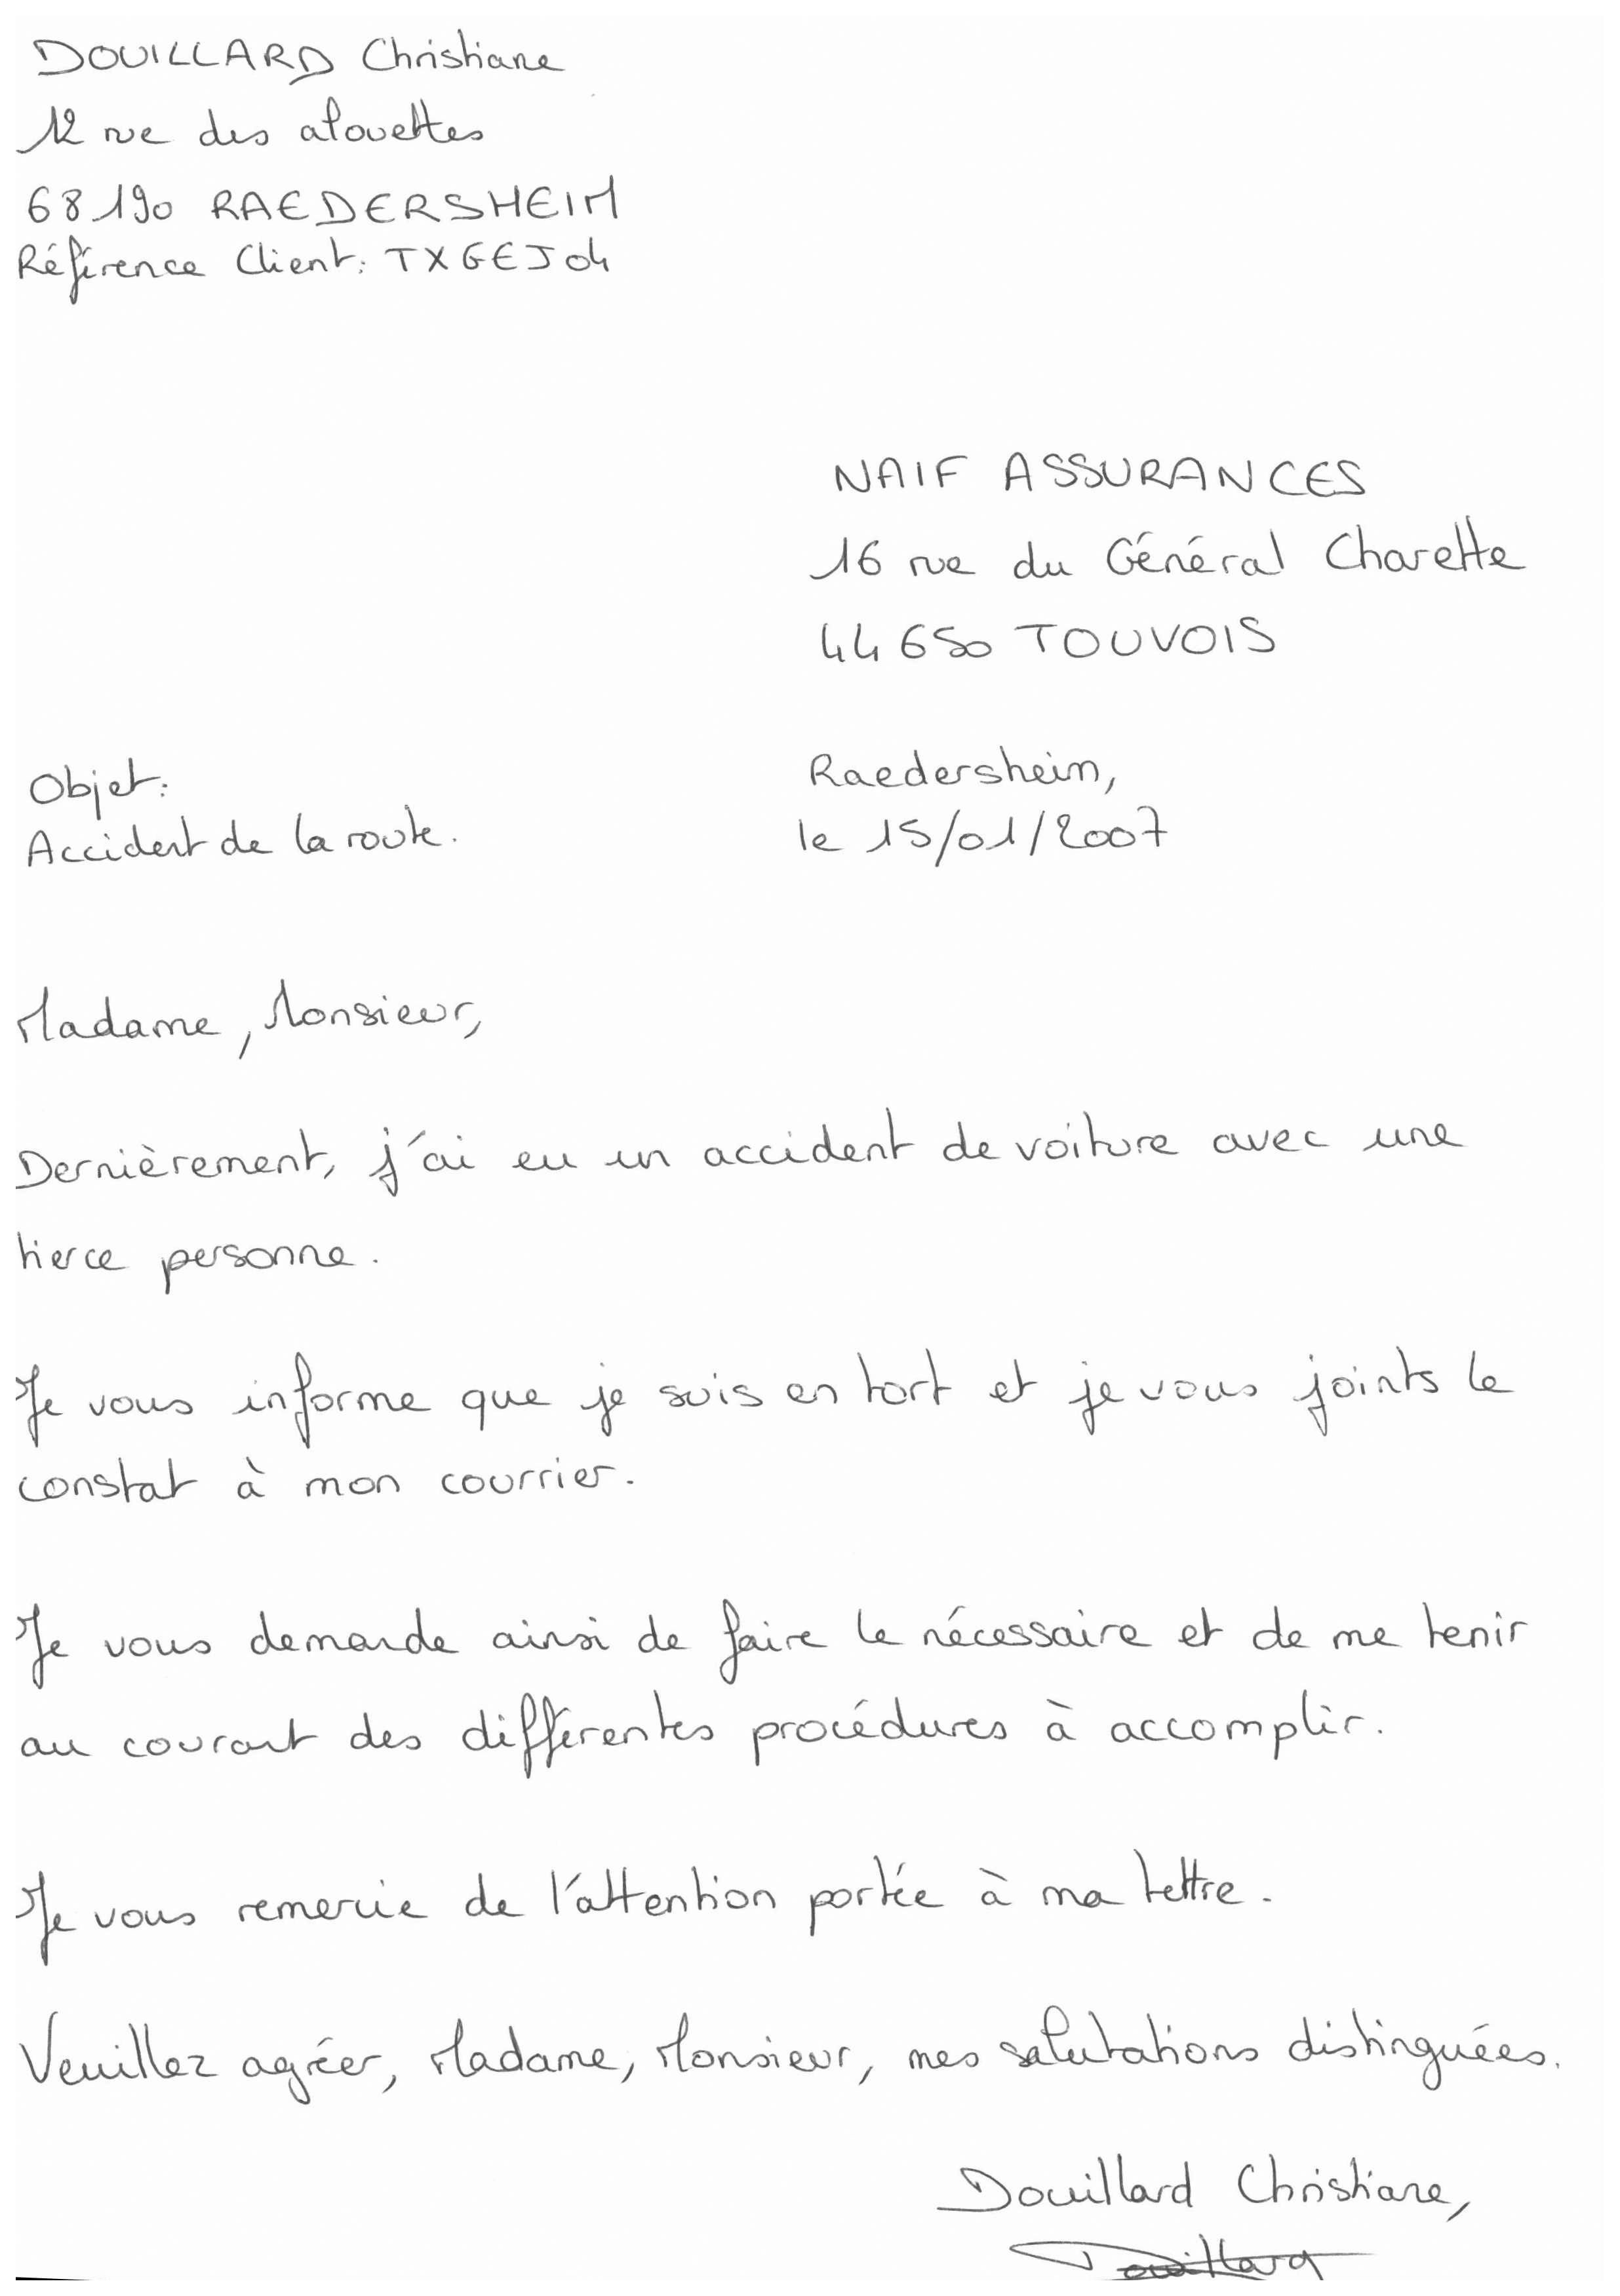 DOUILLARD Christiane
12 rue des alouettes
68190 RAEDERSHEIM
Référence Client: TXGEJ04
NAIF ASSURANCES
16 rue du Général Charette
44650 TOUVOIS
Objet:
Accident de la route.
Raedersheim,
le 15/01/2007
Madame, Monsieur,
Dernièrement, j'ai eu un accident de voiture avec une
tierce personne.
Je vous informe que je suis en tort et je vous joints le
constat à mon courrier.
Je vous demande ainsi de faire le nécessaire et de me tenir
au courant des différentes procédures à accomplir.
Je vous remercie de l'attention portée à ma lettre.
Veuillez agréer, Madame, Monsieur, mes salutations distinguées.
Douillard Christiane,
Douillard